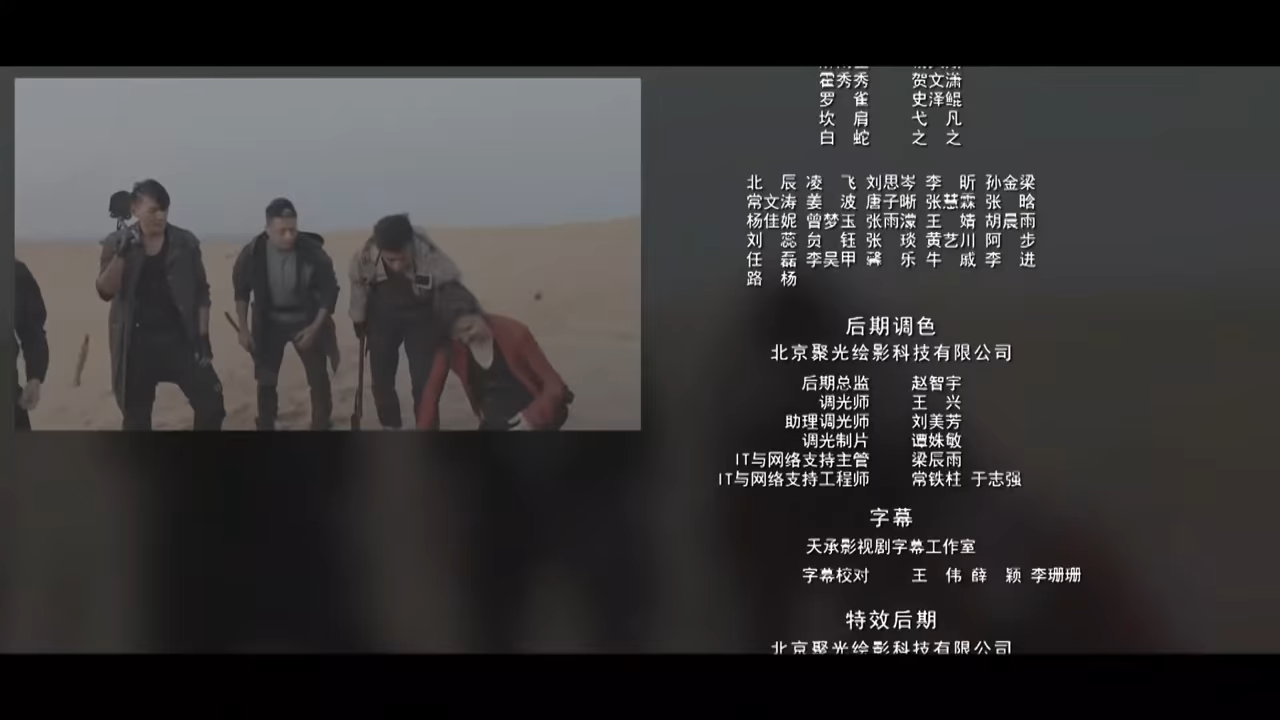 霍秀秀 贺文潇
罗 雀 史泽鲲
坎 肩 弋 凡
白 蛇 之 之
北 辰 凌 飞 刘思岑 李 昕 孙金梁
常文涛 姜 波 唐子晰 张慧霖 张 晗
杨佳妮 曾梦玉 张雨濛 王 婧 胡晨雨
刘 蕊 贠 钰 张 琰 黄艺川 阿 步
任 磊 李吴甲 龚 乐 牛 威 李 进
路 杨
后期调色
北京聚光绘影科技有限公司
后期总监 赵智宇
调光师 王 兴
助理调光师 刘美芳
调光制片 谭姝敏
IT与网络支持主管 梁辰雨
IT与网络支持工程师 常铁柱 于志强
字幕
天承影视剧字幕工作室
字幕校对 王 伟 薛 颖 李珊珊
特效后期
北京聚光绘影科技有限公司